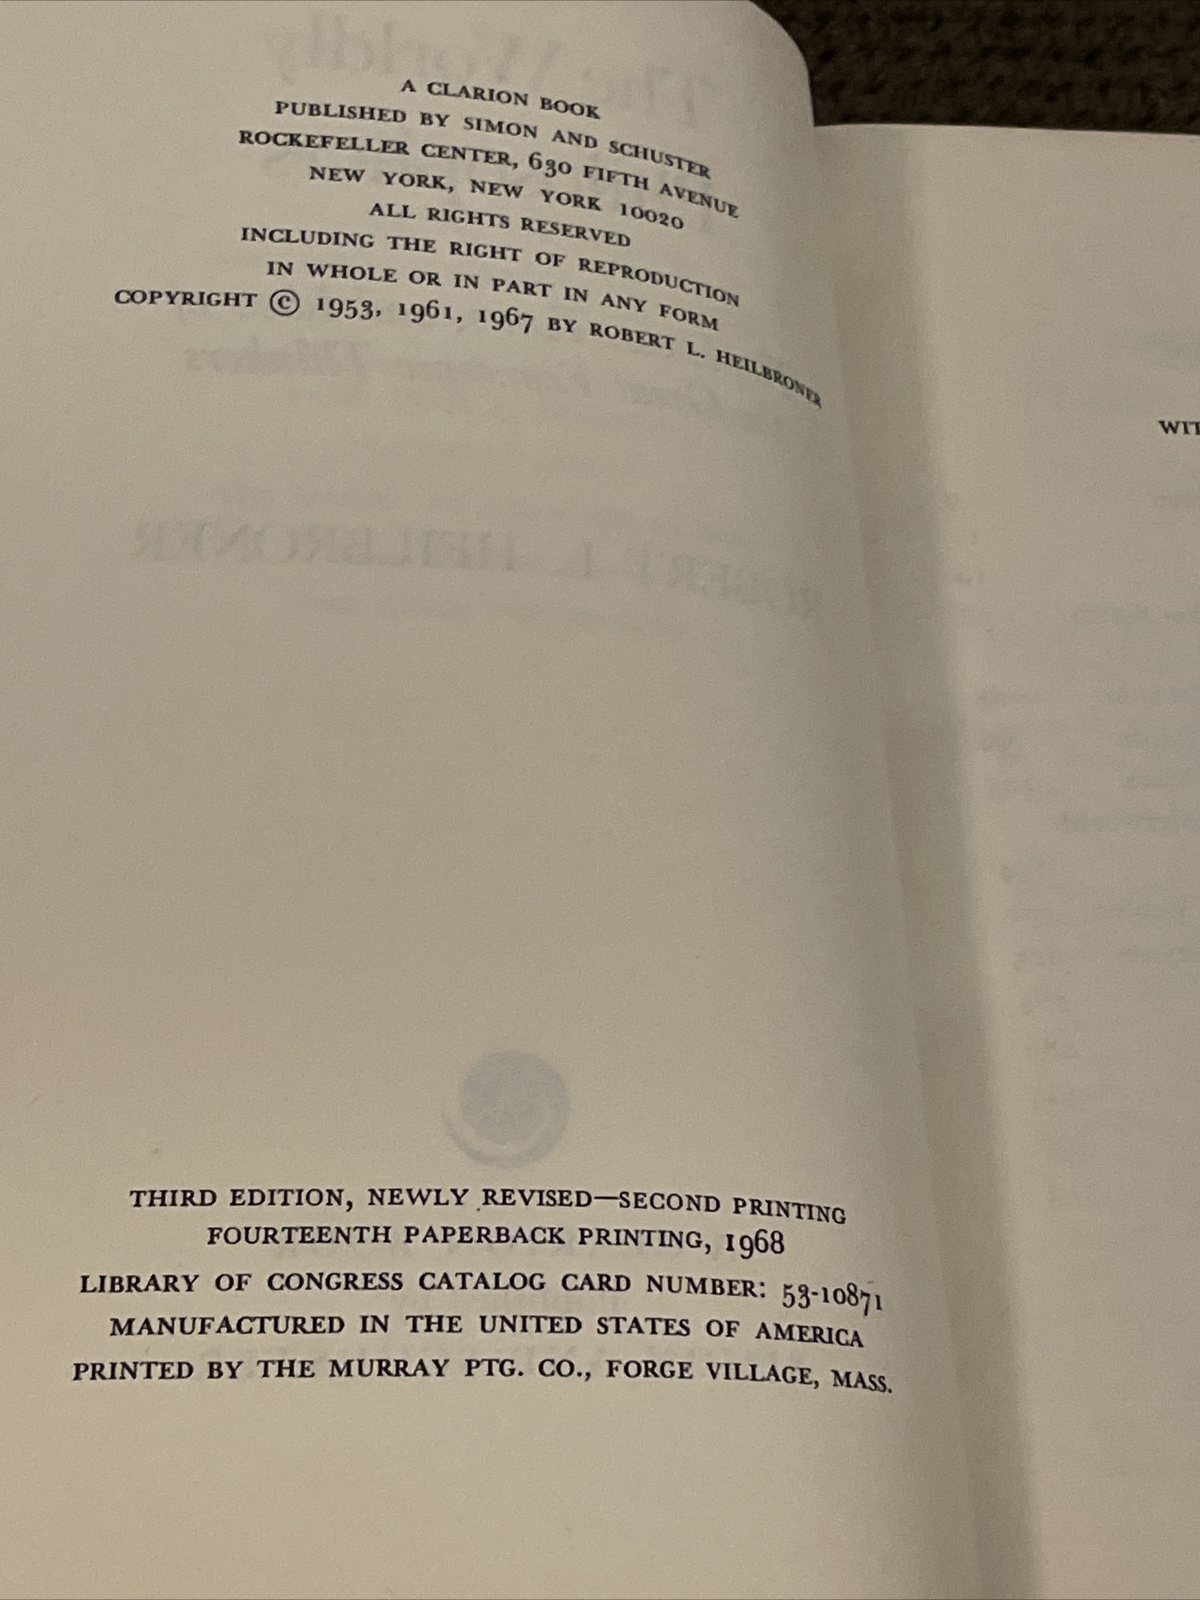 A CLARION BOOK
PUBLISHED BY SIMON AND SCHUSTER
ROCKEFELLER CENTER, 630 FIFTH AVENUE
NEW YORK, NEW YORK 10020
ALL RIGHTS RESERVED
INCLUDING THE RIGHT OF REPRODUCTION
IN WHOLE OR IN PART IN ANY FORM
COPYRIGHT © 1953, 1961, 1967 BY ROBERT L. HEILBRONER
WIT
THIRD EDITION, NEWLY REVISED—SECOND PRINTING
FOURTEENTH PAPERBACK PRINTING, 1968
LIBRARY OF CONGRESS CATALOG CARD NUMBER: 53-10871
MANUFACTURED IN THE UNITED STATES OF AMERICA
PRINTED BY THE MURRAY PTG. CO., FORGE VILLAGE, MASS.